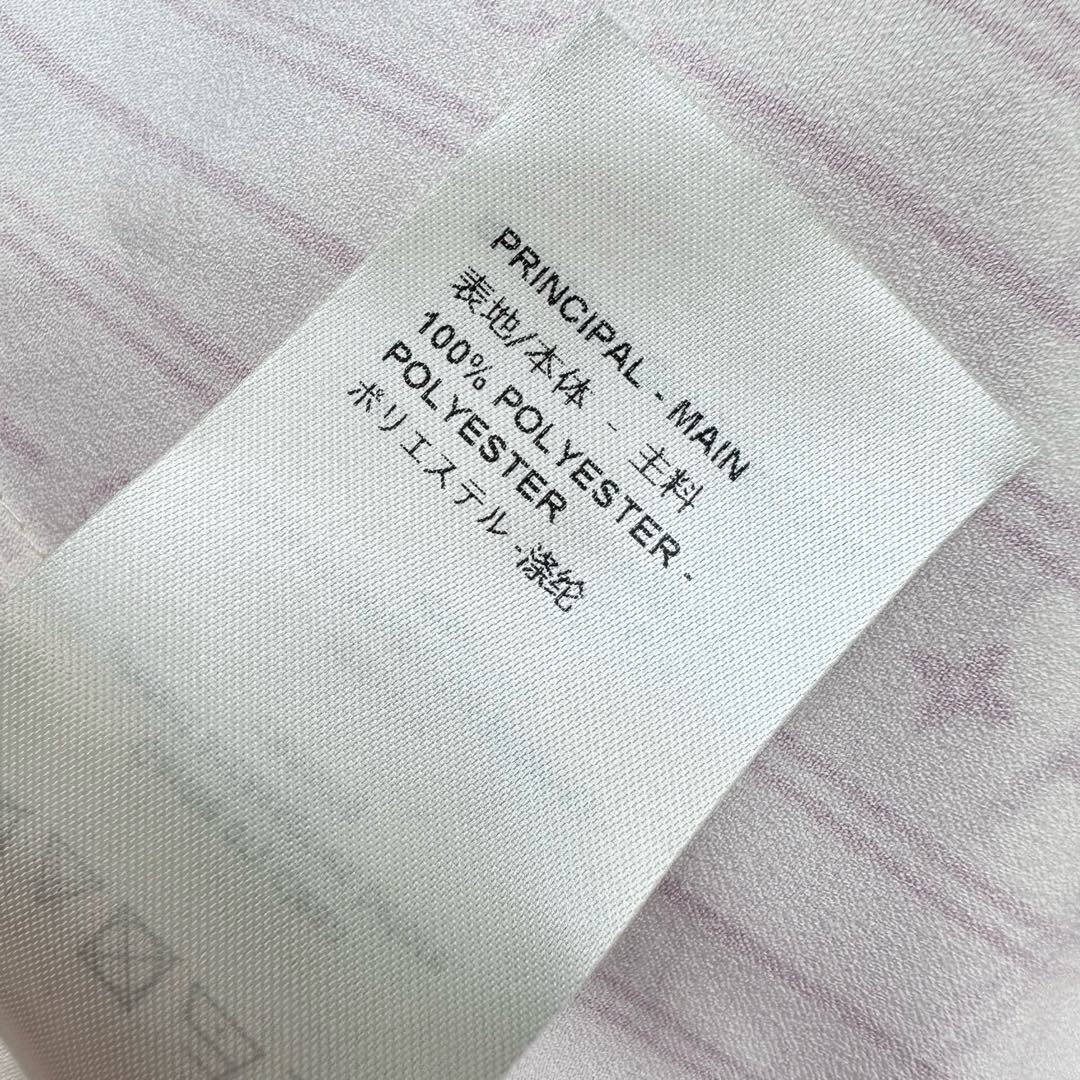 PRINCIPAL - MAIN
表地/本体 - 主料
100% POLYESTER -
POLYESTER
ポリエステル - 涤纶